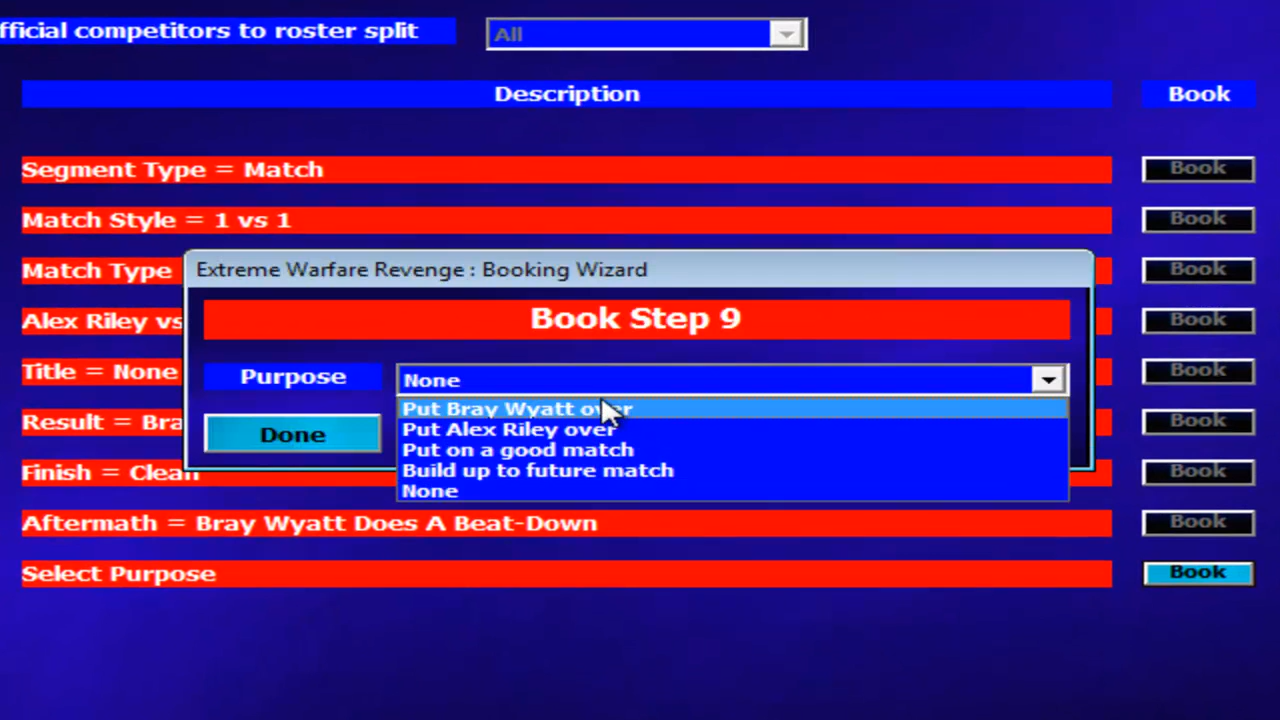 fficial competitors to roster split
All
Description
Book
Segment Type = Match
Book
Match Style = 1 vs 1
Book
Match Type
Book
Extreme Warfare Revenge : Booking Wizard
Book Step 9
Alex Riley vs
Book
Title = None
Book
Purpose
None
Put Bray Wyatt over
Put Alex Riley over
Put on a good match
Build up to future match
None
Done
Result = Bra
Book
Finish = Clean
Book
Aftermath = Bray Wyatt Does A Beat-Down
Book
Select Purpose
Book